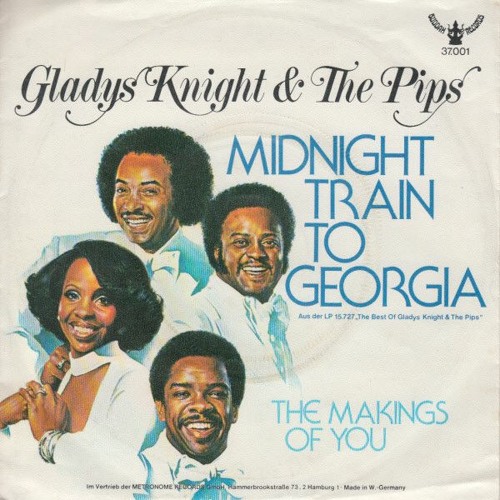 BUDDAH RECORDS
37.001
Gladys Knight & The Pips
MIDNIGHT
TRAIN
TO
GEORGIA
Aus der LP 15.727 „The Best Of Gladys Knight & The Pips"
THE MAKINGS
OF YOU
Im Vertrieb der METRONOME RECORDS GmbH, Hammerbrookstraße 73, 2 Hamburg 1 · Made in W.-Germany